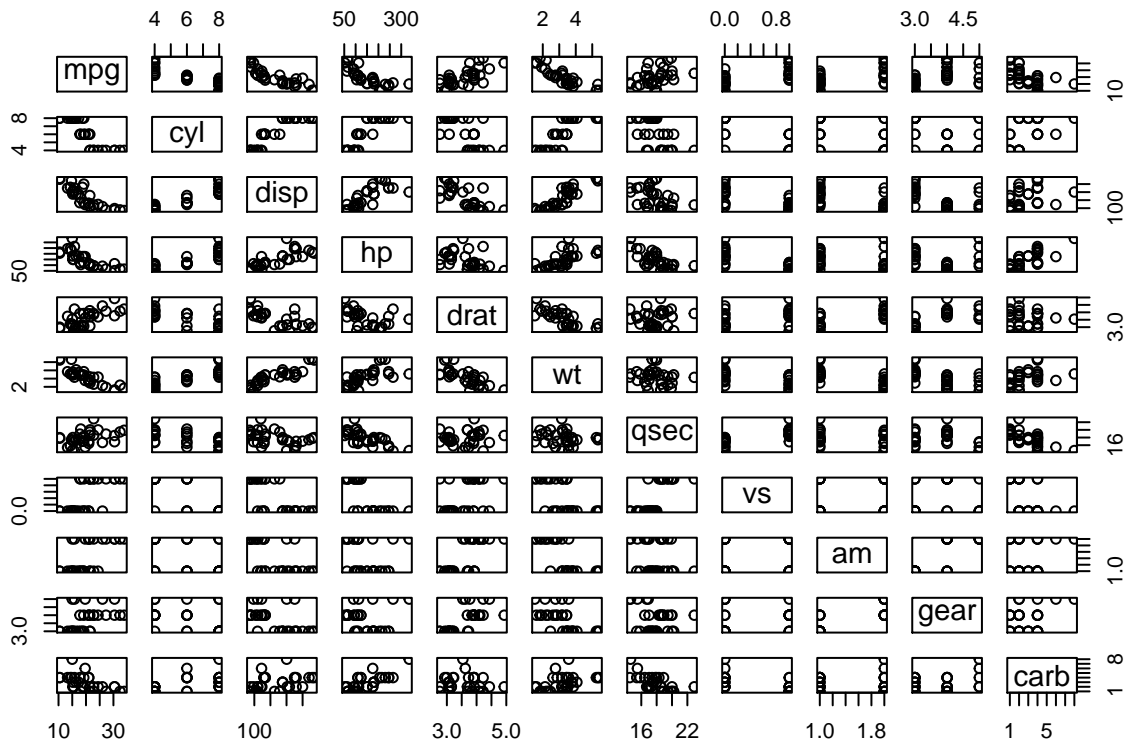 4 6 8 50 300 2 4 0.0 0.8 3.0 4.5
mpg 10
4 8 cyl
disp 100
50 hp
drat 3.0
2 wt
qsec 16
0.0 vs
am 1.0
3.0 gear
carb 1 8
10 30 100 3.0 5.0 16 22 1.0 1.8 1 5